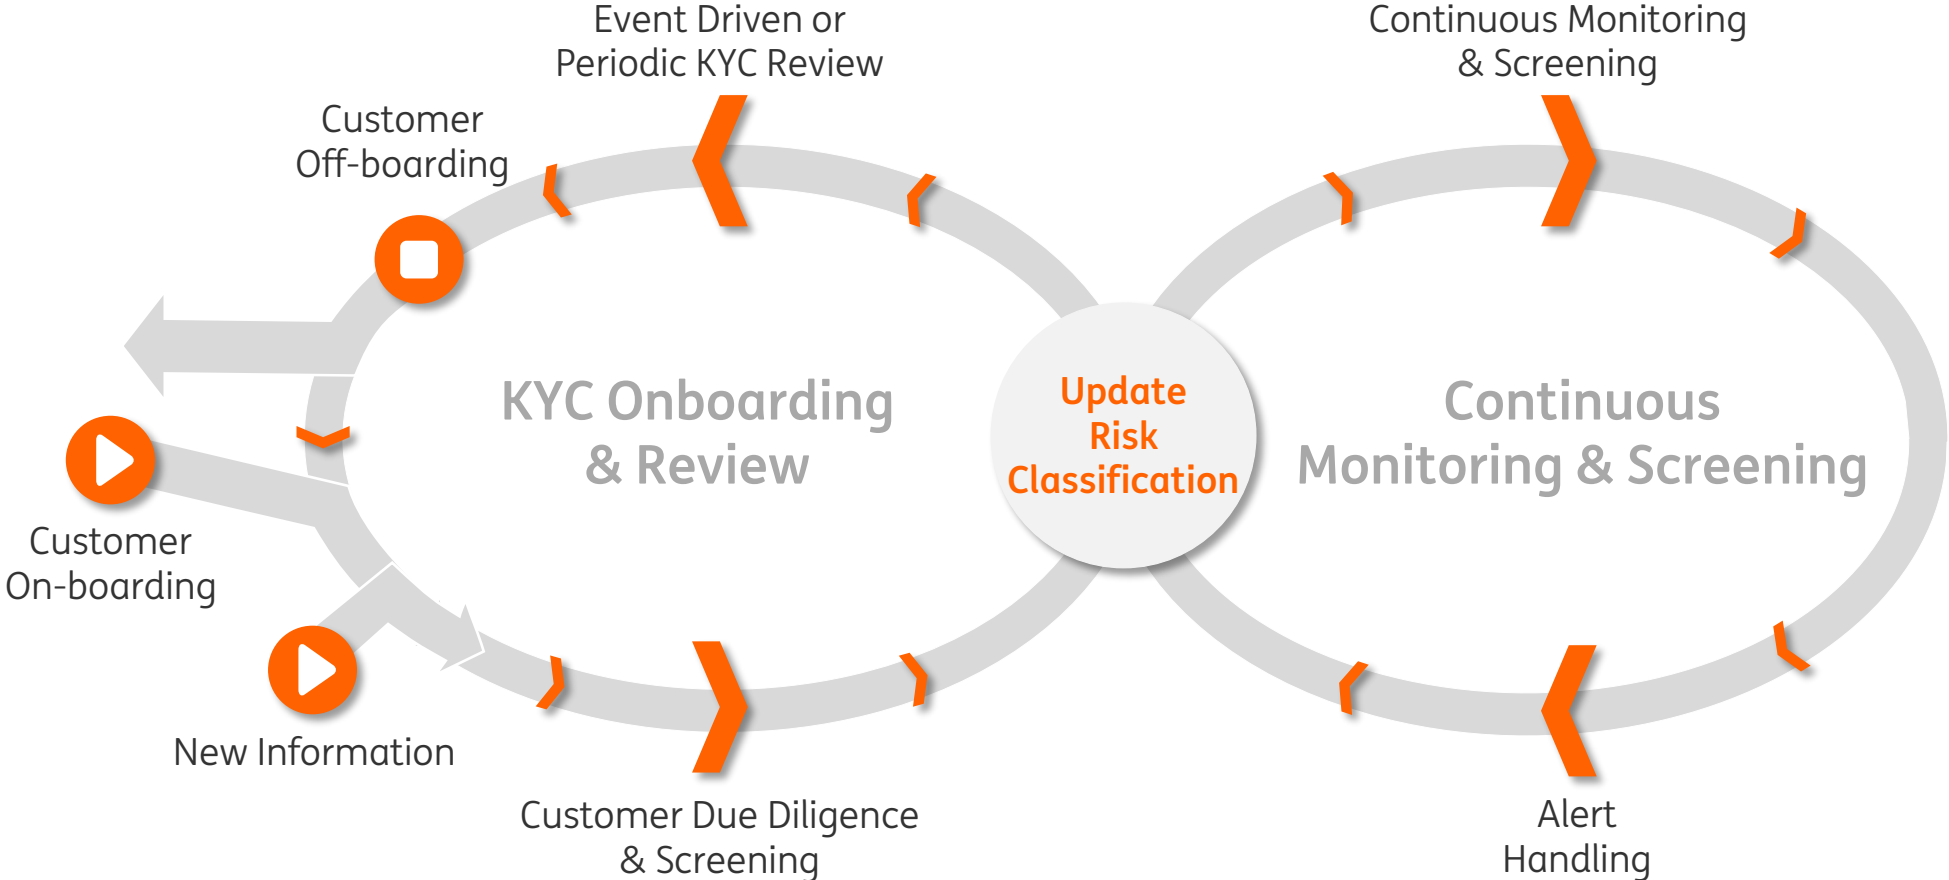 Event Driven or
Periodic KYC Review
Continuous Monitoring
& Screening
Customer
Off-boarding
KYC Onboarding
& Review
Update
Risk
Classification
Continuous
Monitoring & Screening
Customer
On-boarding
New Information
Customer Due Diligence
& Screening
Alert
Handling